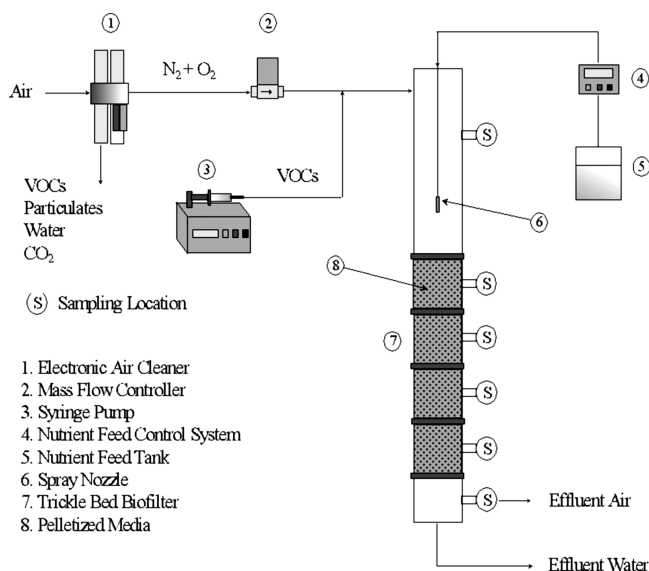 1
2
N2 + O2
Air
4
S
5
3
VOCs
VOCs
Particulates
Water
CO2
6
8
S
S Sampling Location
7
S
S
S
1. Electronic Air Cleaner
2. Mass Flow Controller
3. Syringe Pump
4. Nutrient Feed Control System
5. Nutrient Feed Tank
6. Spray Nozzle
7. Trickle Bed Biofilter
8. Pelletized Media
S
Effluent Air
Effluent Water